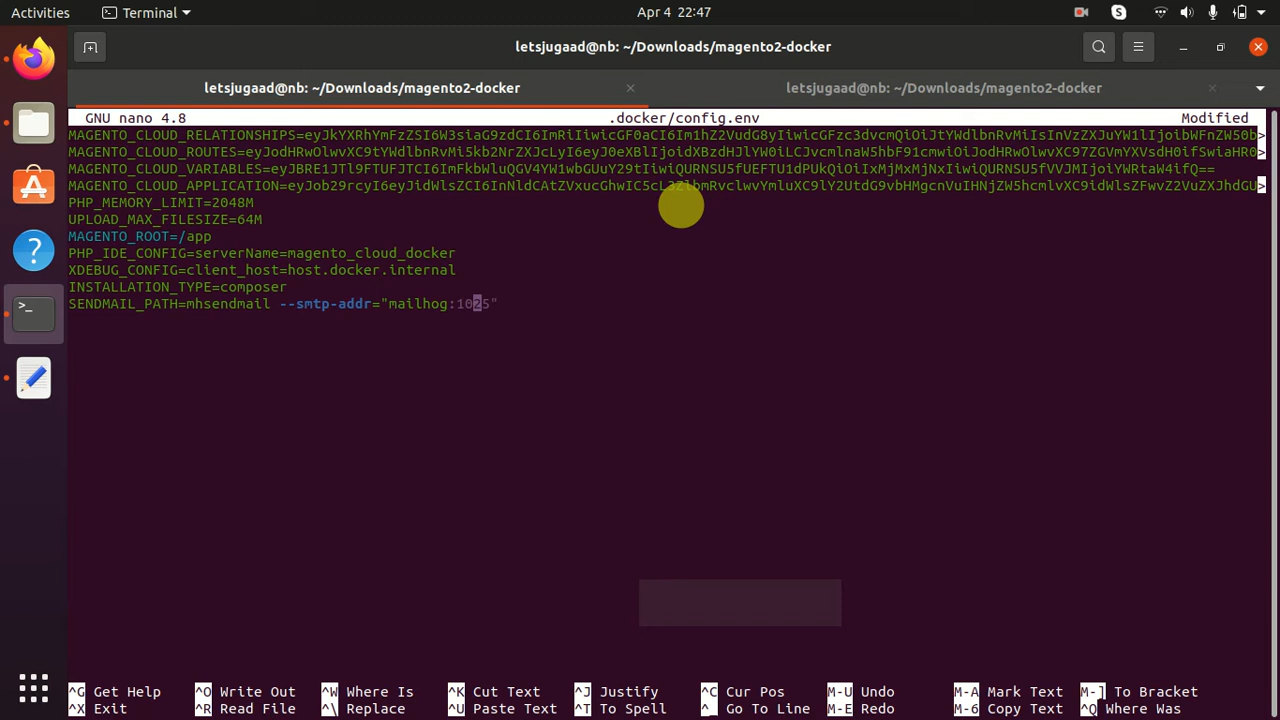 Activities Terminal Apr 4 22:47
letsjugaad@nb: ~/Downloads/magento2-docker
letsjugaad@nb: ~/Downloads/magento2-docker letsjugaad@nb: ~/Downloads/magento2-docker
GNU nano 4.8 .docker/config.env Modified
MAGENTO_CLOUD_RELATIONSHIPS=
MAGENTO_CLOUD_ROUTES=
MAGENTO_CLOUD_VARIABLES=
MAGENTO_CLOUD_APPLICATION=
PHP_MEMORY_LIMIT=2048M
UPLOAD_MAX_FILESIZE=64M
MAGENTO_ROOT=/app
PHP_IDE_CONFIG=serverName=magento_cloud_docker
XDEBUG_CONFIG=client_host=host.docker.internal
INSTALLATION_TYPE=composer
SENDMAIL_PATH=mhsendmail --smtp-addr="mailhog:1025"
^G Get Help ^O Write Out ^W Where Is ^K Cut Text ^J Justify ^C Cur Pos M-U Undo M-A Mark Text M-] To Bracket
^X Exit ^R Read File ^\ Replace ^U Paste Text ^T To Spell ^_ Go To Line M-E Redo M-6 Copy Text ^Q Where Was